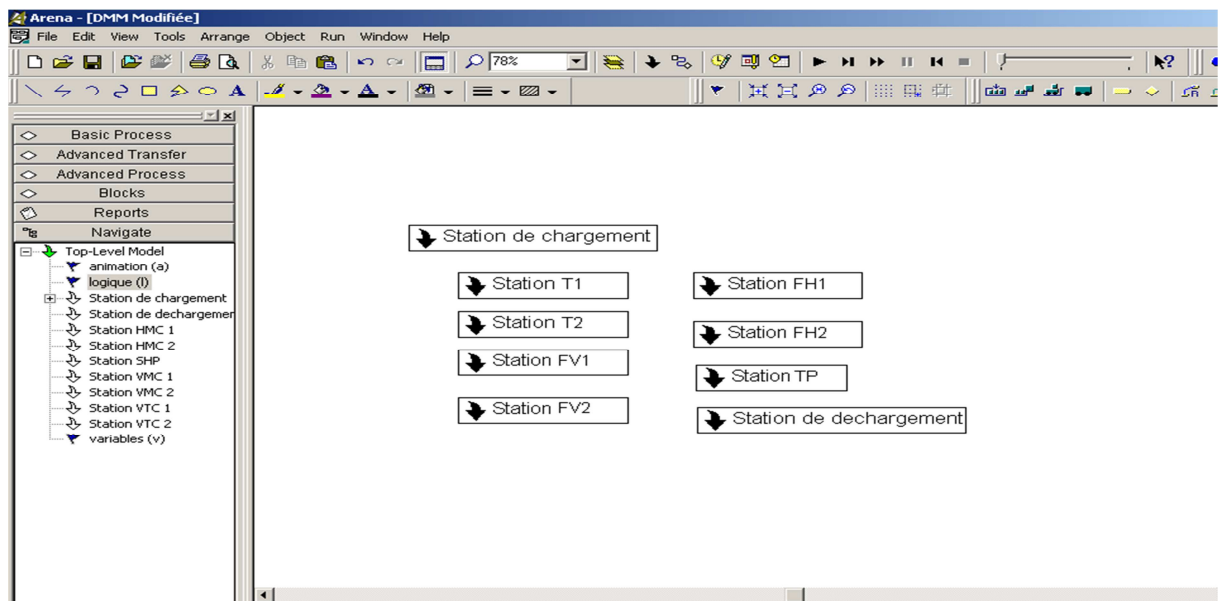 Arena - [DMM Modifiée]
File Edit View Tools Arrange Object Run Window Help
78%
Basic Process
Advanced Transfer
Advanced Process
Blocks
Reports
Navigate
Top-Level Model
animation (a)
logique (l)
Station de chargement
Station de dechargemer
Station HMC 1
Station HMC 2
Station SHP
Station VMC 1
Station VMC 2
Station VTC 1
Station VTC 2
variables (v)
Station de chargement
Station T1
Station FH1
Station T2
Station FH2
Station FV1
Station TP
Station FV2
Station de dechargement